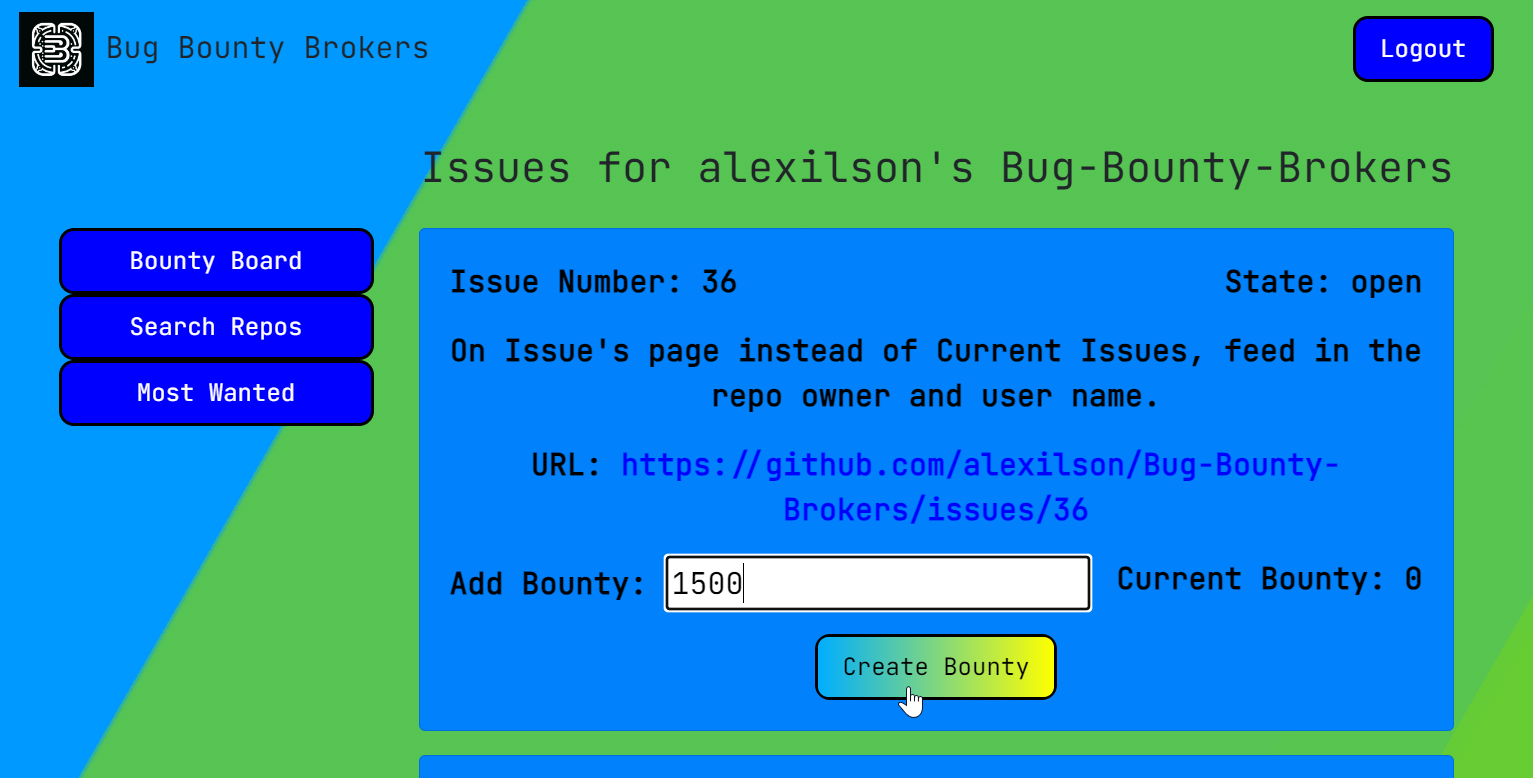 Bug Bounty Brokers
Logout
Issues for alexilson's Bug-Bounty-Brokers
Bounty Board
Search Repos
Most Wanted
Issue Number: 36
State: open
On Issue's page instead of Current Issues, feed in the
repo owner and user name.
URL: https://github.com/alexilson/Bug-Bounty-
Brokers/issues/36
Add Bounty: 1500
Current Bounty: 0
Create Bounty